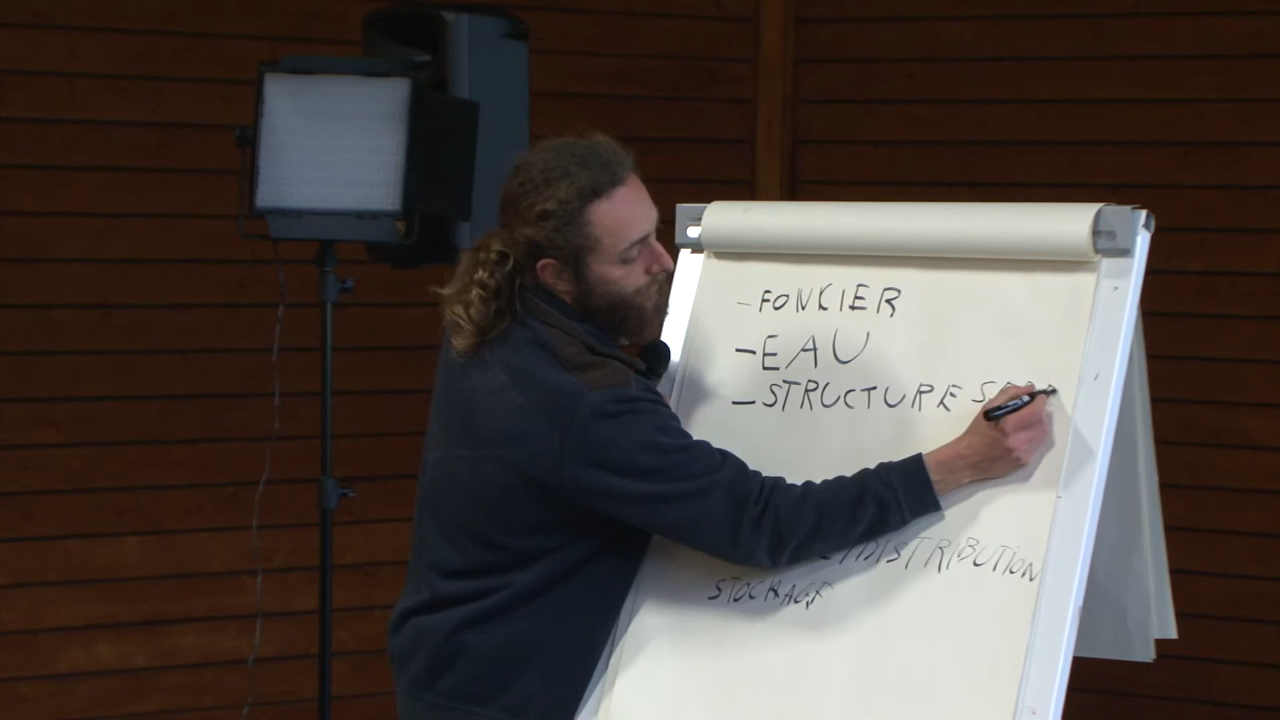 - FONCIER
- EAU
- STRUCTURE
DISTRIBUTION
STOCKAGE